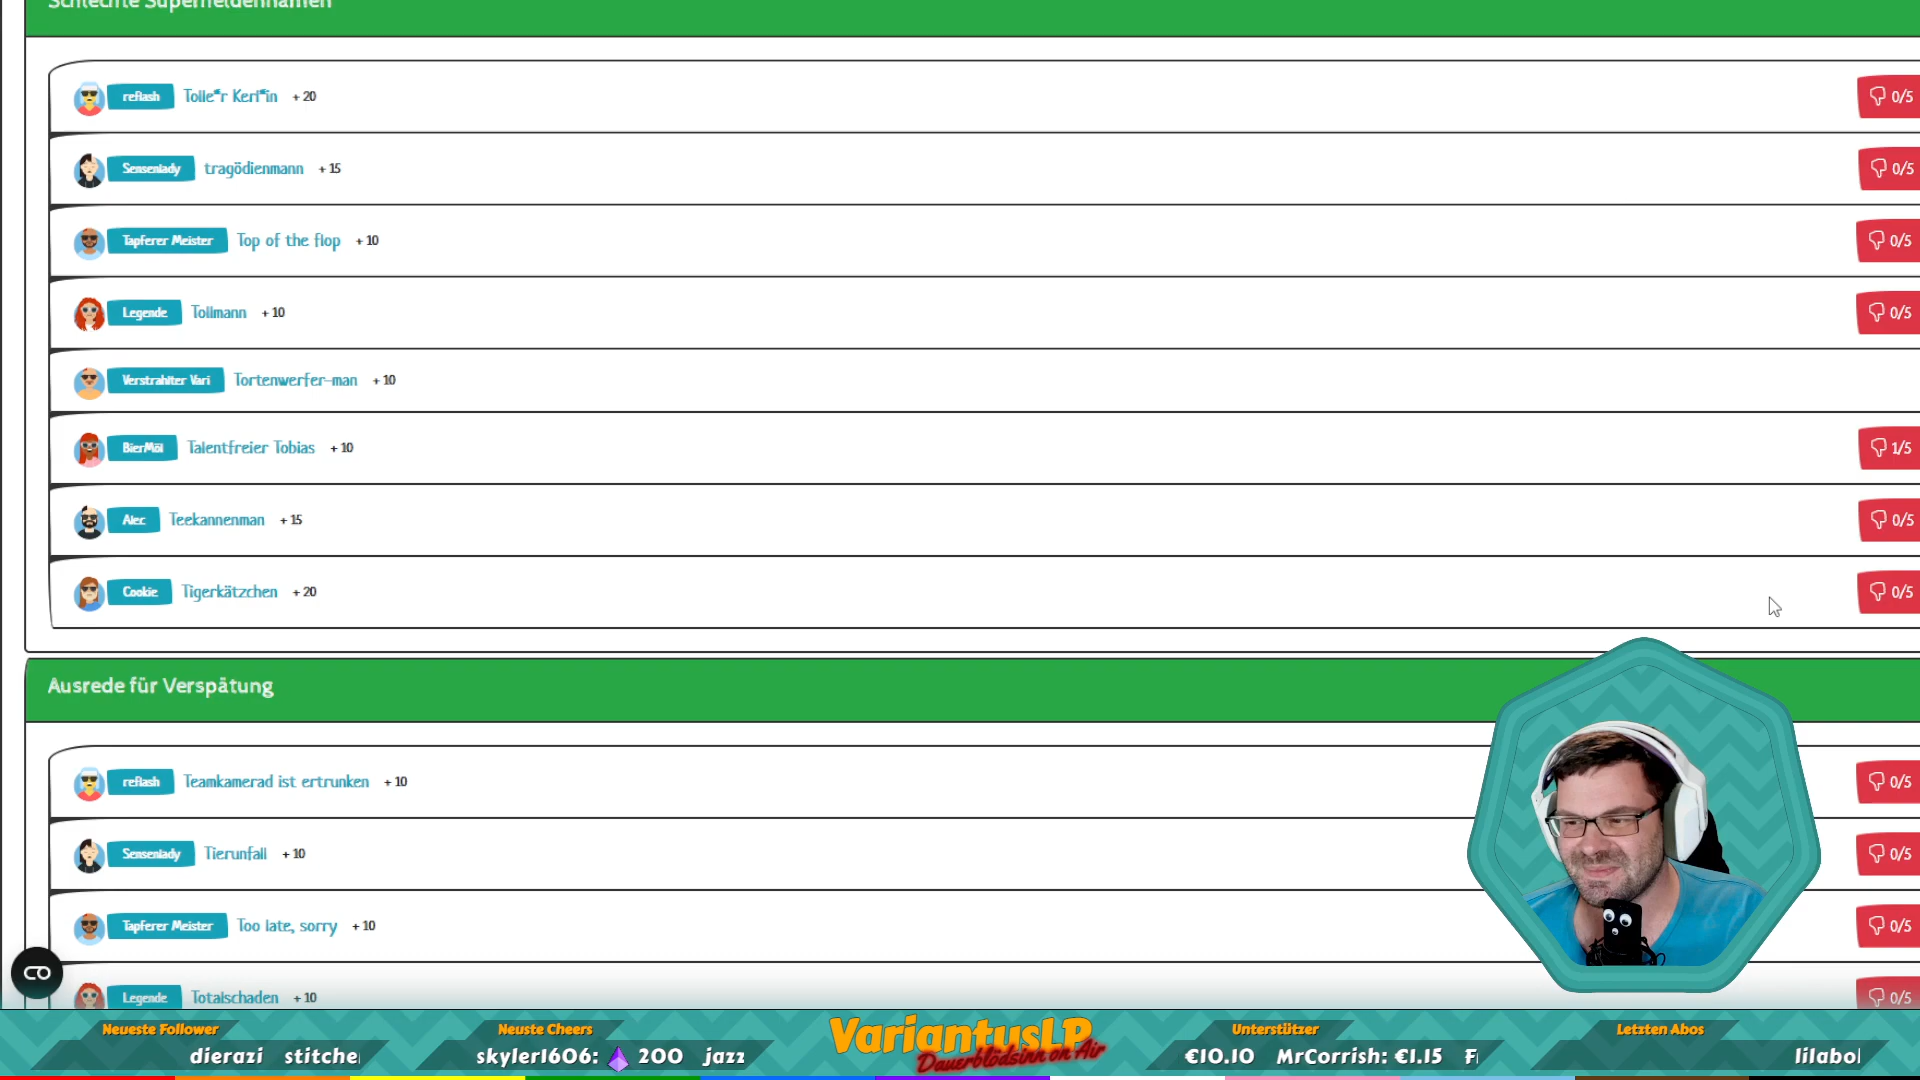 Schlechte Superheldennamen
reflash Tolle*r Kerl*in + 20 0/5
Sensenlady tragödienmann + 15 0/5
Tapferer Meister Top of the flop + 10 0/5
Legende Tollmann + 10 0/5
Verstrahlter Vari Tortenwerfer-man + 10
BierMöl Talentfreier Tobias + 10 1/5
Alec Teekannenman + 15 0/5
Cookie Tigerkätzchen + 20 0/5
Ausrede für Verspätung
reflash Teamkamerad ist ertrunken + 10 0/5
Sensenlady Tierunfall + 10 0/5
Tapferer Meister Too late, sorry + 10 0/5
Legende Totalschaden + 10 0/5
Neueste Follower Neuste Cheers VariantusLP Unterstützer Letzten Abos
dierazi stitche skyler1606: 200 jazz Dauerblödsinn on Air €10.10 MrCorrish: €1.15 F lilabo